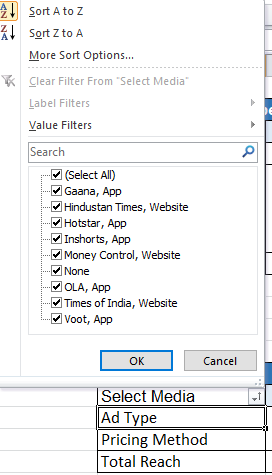 Sort A to Z
Sort Z to A
More Sort Options...
Clear Filter From "Select Media"
Label Filters
Value Filters
Search
(Select All)
Gaana, App
Hindustan Times, Website
Hotstar, App
Inshorts, App
Money Control, Website
None
OLA, App
Times of India, Website
Voot, App
OK
Cancel
Select Media
Ad Type
Pricing Method
Total Reach